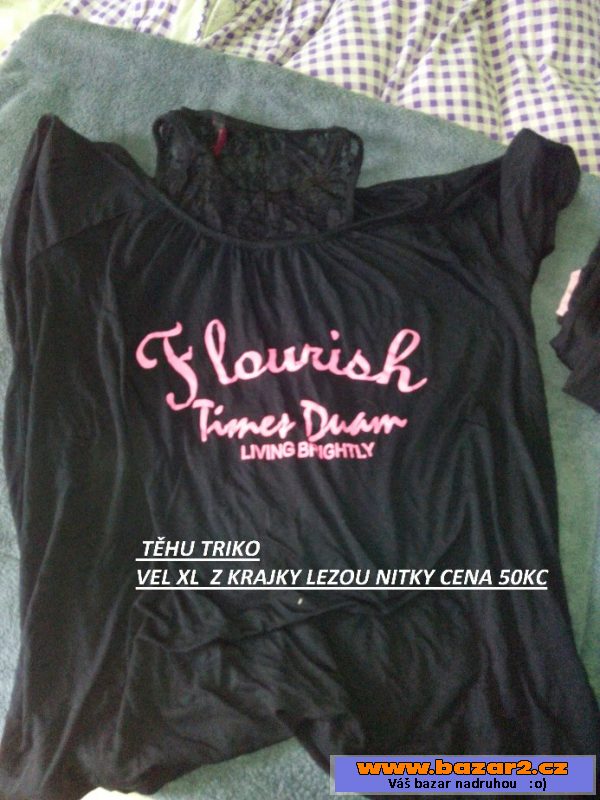 Flourish
Times Duam
LIVING BRIGHTLY
TĚHU TRIKO
VEL XL Z KRAJKY LEZOU NITKY CENA 50KC
www.bazar2.cz
Váš bazar nadruhou :o)